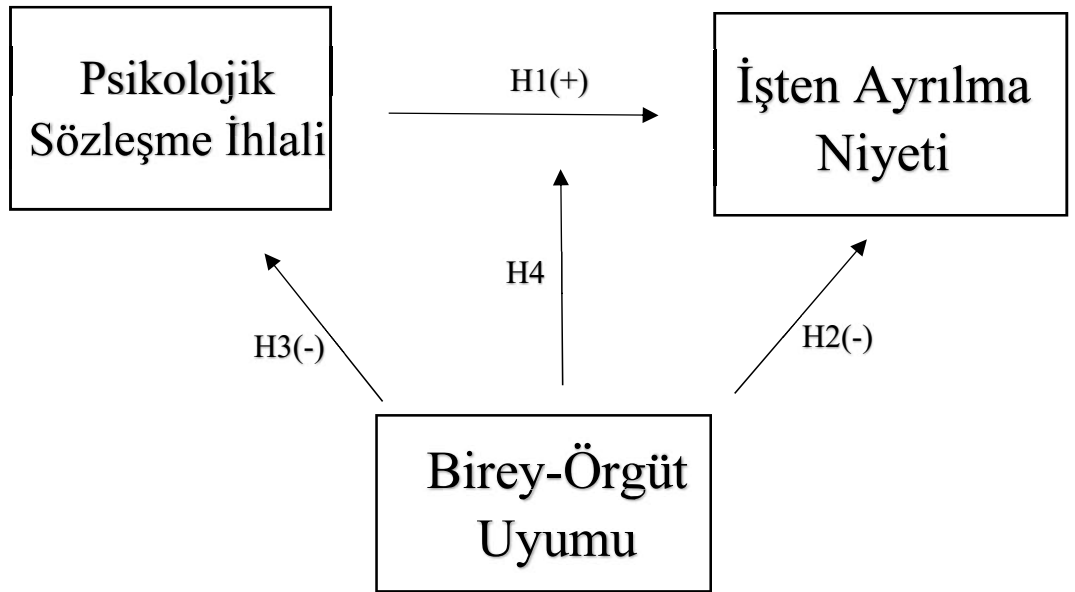 Psikolojik
Sözleşme İhlali
H1(+)
İşten Ayrılma
Niyeti
H4
H3(-)
H2(-)
Birey-Örgüt
Uyumu